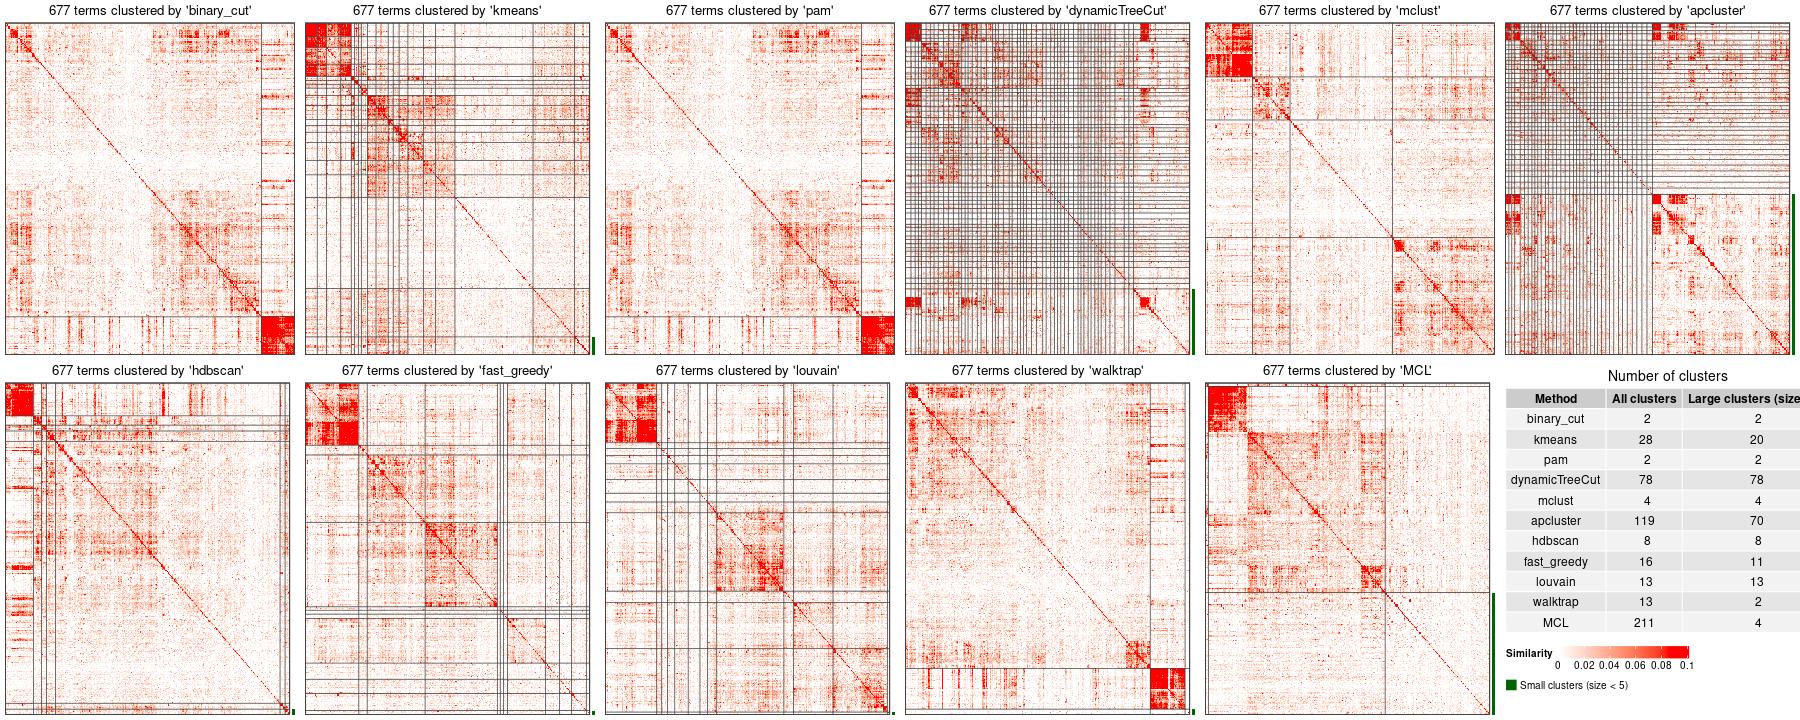 677 terms clustered by 'binary_cut'
677 terms clustered by 'kmeans'
677 terms clustered by 'pam'
677 terms clustered by 'dynamicTreeCut'
677 terms clustered by 'mclust'
677 terms clustered by 'apcluster'
677 terms clustered by 'hdbscan'
677 terms clustered by 'fast_greedy'
677 terms clustered by 'louvain'
677 terms clustered by 'walktrap'
677 terms clustered by 'MCL'
Number of clusters
Method All clusters Large clusters (size
binary_cut 2 2
kmeans 28 20
pam 2 2
dynamicTreeCut 78 78
mclust 4 4
apcluster 119 70
hdbscan 8 8
fast_greedy 16 11
louvain 13 13
walktrap 13 2
MCL 211 4
Similarity
0 0.02 0.04 0.06 0.08 0.1
Small clusters (size < 5)